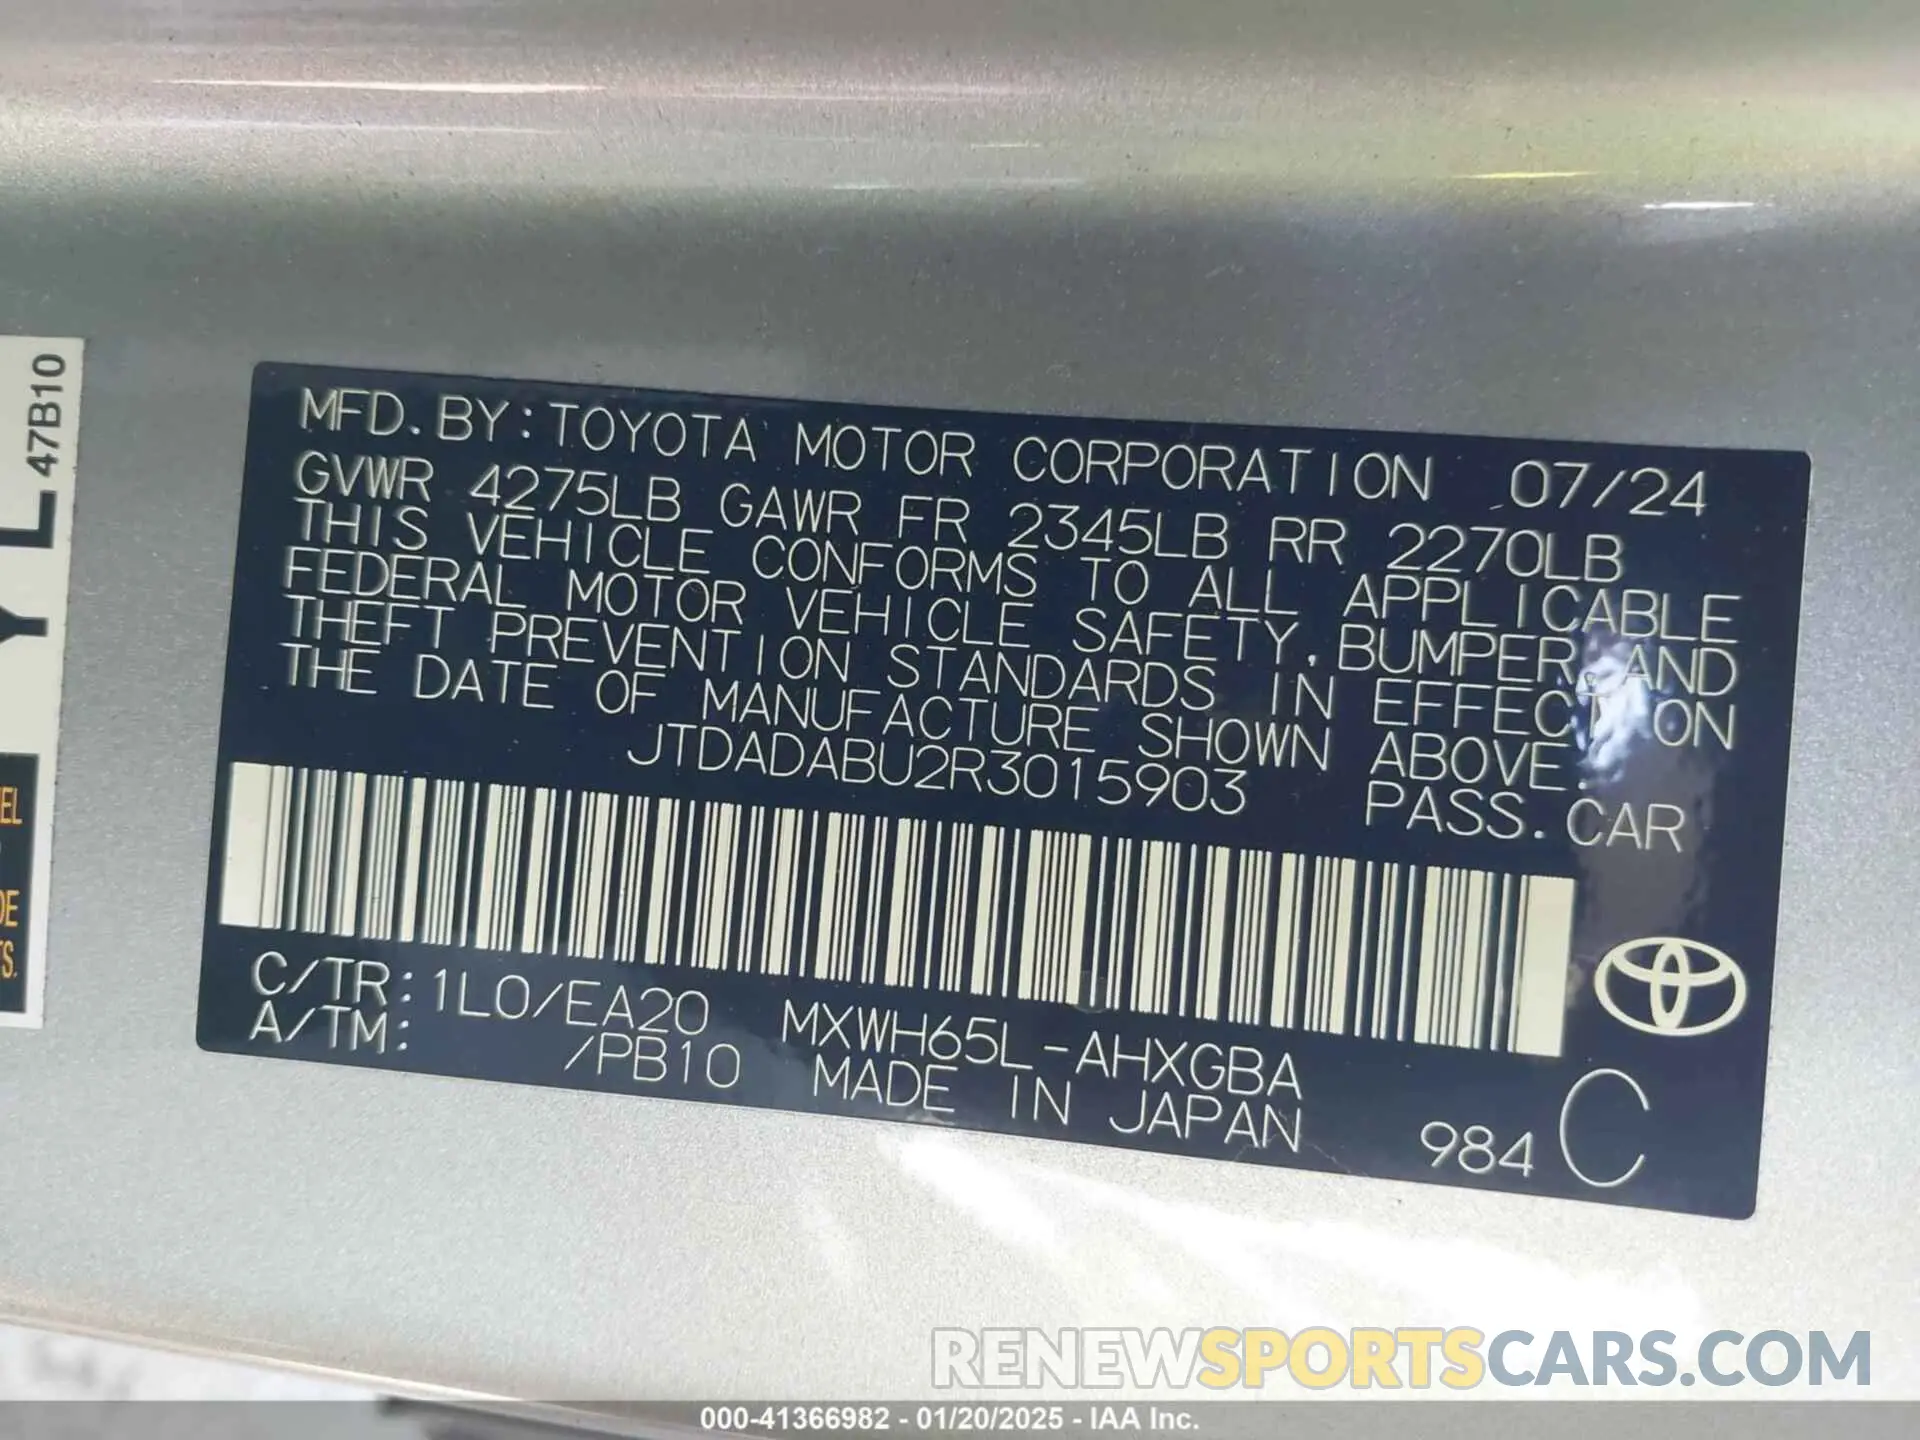 47B10
YL
MFD. BY: TOYOTA MOTOR CORPORATION 07/24
GVWR 4275LB GAWR FR 2345LB RR 2270LB
THIS VEHICLE CONFORMS TO ALL APPLICABLE
FEDERAL MOTOR VEHICLE SAFETY, BUMPER, AND
THEFT PREVENTION STANDARDS IN EFFECT ON
THE DATE OF MANUFACTURE SHOWN ABOVE.
JTDADABU2R3015903 PASS. CAR
C/TR: 1L0/EA20 MXWH65L-AHXGBA
A/TM: /PB10 MADE IN JAPAN
984 C
RENEWSPORTSCARS.COM
000-41366982 - 01/20/2025 - IAA Inc.